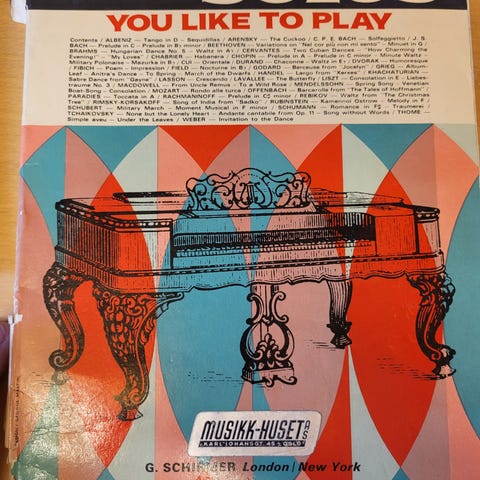 YOU LIKE TO PLAY
Contents / ALBENIZ — Tango in D - Sequidillas / ARENSKY — The Cuckoo / C. P. E. BACH — Solfeggietto / J. S.
BACH — Prelude in C - Prelude in B♭ minor / BEETHOVEN — Variations on "Nel cor più non mi sento" - Minuet in G /
BRAHMS — Hungarian Dance No. 5 - Waltz in A♭ / CERVANTES — Two Cuban Dances — "How Charming the
Evening!" - "My Loves" / CHABRIER — Habanera / CHOPIN — Prelude in A - Prelude in C minor - Minute Waltz
Military Polonaise - Mazurka in B♭ / CUI — Orientale / DURAND — Chaconne - Waltz in E♭ / DVORAK — Humoresque
/ FIBICH — Poem - Impression / FIELD — Nocturne in B♭ / GODARD — Berceuse from "Jocelyn" / GRIEG — Album-
Leaf - Anitra's Dance - To Spring - March of the Dwarfs / HANDEL — Largo from "Xerxes" / KHACHATURIAN —
Sabre Dance from "Gayne" / LASSON — Crescendo / LAVALLEE — The Butterfly / LISZT — Consolation in E - Liebes-
traume No. 3 / MACDOWELL — From Uncle Remus - To a Wild Rose / MENDELSSOHN — Spring Song - Venetian
Boat-Song - Consolation / MOZART — Rondo alla turca / OFFENBACH — Barcarolle from "The Tales of Hoffmann" /
PARADIES — Toccata in A / RACHMANINOFF — Prelude in C♯ minor / REBIKOV — Waltz from "The Christmas
Tree" / RIMSKY-KORSAKOFF — Song of India from "Sadko" / RUBINSTEIN — Kamennoi Ostrow - Melody in F /
SCHUBERT — Military March - Moment Musical in F minor / SCHUMANN — Romance in F♯ - Traumerei /
TCHAIKOVSKY — None but the Lonely Heart - Andante cantabile from Op. 11 - Song without Words / THOME —
Simple aveu - Under the Leaves / WEBER — Invitation to the Dance
MUSIKK-HUSET A/S
KARL JOHANSGT. 45 - OSLO
G. SCHIRMER London / New York